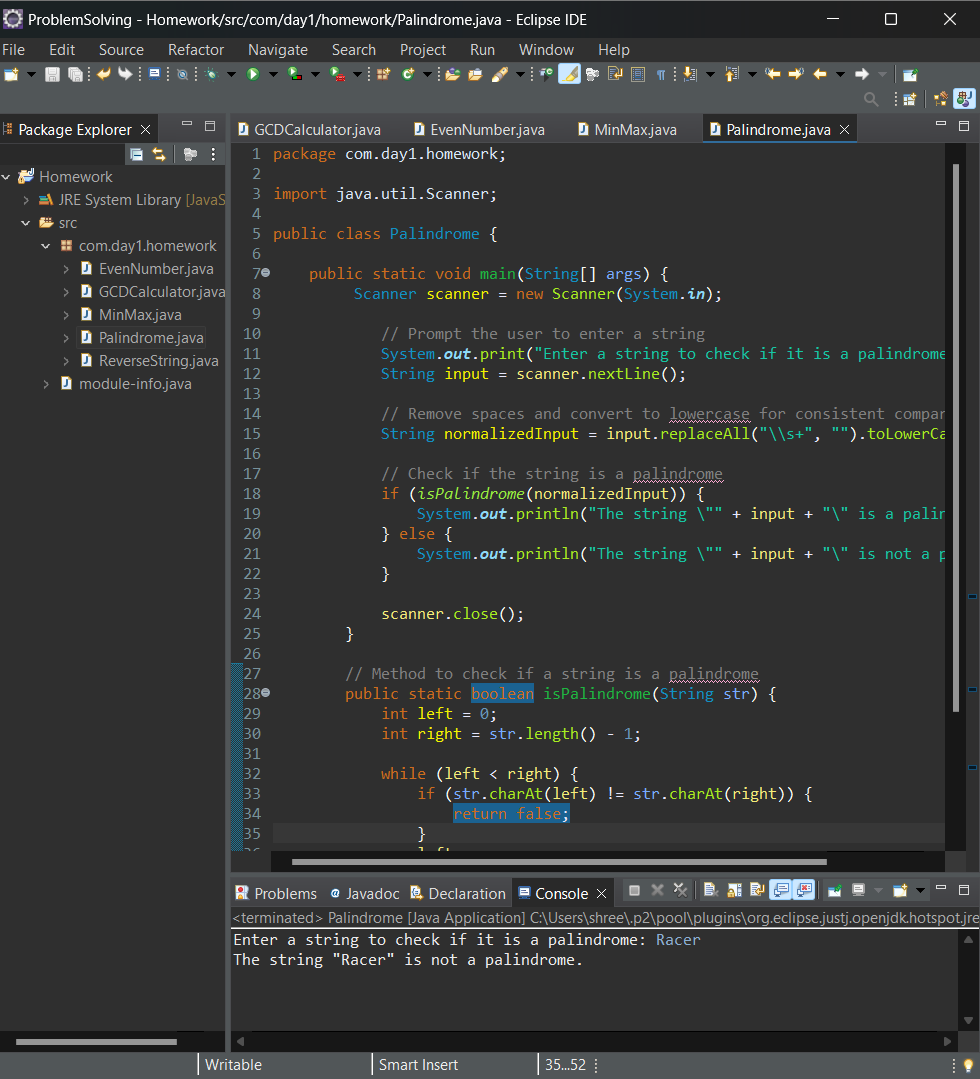 ProblemSolving - Homework/src/com/day1/homework/Palindrome.java - Eclipse IDE
File Edit Source Refactor Navigate Search Project Run Window Help
Package Explorer
Homework
JRE System Library [JavaS
src
com.day1.homework
EvenNumber.java
GCDCalculator.java
MinMax.java
Palindrome.java
ReverseString.java
module-info.java
GCDCalculator.java EvenNumber.java MinMax.java Palindrome.java
1 package com.day1.homework;
2
3 import java.util.Scanner;
4
5 public class Palindrome {
6
7 public static void main(String[] args) {
8 Scanner scanner = new Scanner(System.in);
9
10 // Prompt the user to enter a string
11 System.out.print("Enter a string to check if it is a palindrome
12 String input = scanner.nextLine();
13
14 // Remove spaces and convert to lowercase for consistent compar
15 String normalizedInput = input.replaceAll("\\s+", "").toLowerCa
16
17 // Check if the string is a palindrome
18 if (isPalindrome(normalizedInput)) {
19 System.out.println("The string \"" + input + "\" is a palin
20 } else {
21 System.out.println("The string \"" + input + "\" is not a p
22 }
23
24 scanner.close();
25 }
26
27 // Method to check if a string is a palindrome
28 public static boolean isPalindrome(String str) {
29 int left = 0;
30 int right = str.length() - 1;
31
32 while (left < right) {
33 if (str.charAt(left) != str.charAt(right)) {
34 return false;
35 }
Problems Javadoc Declaration Console
<terminated> Palindrome [Java Application] C:\Users\shree\.p2\pool\plugins\org.eclipse.justj.openjdk.hotspot.jre
Enter a string to check if it is a palindrome: Racer
The string "Racer" is not a palindrome.
Writable Smart Insert 35...52